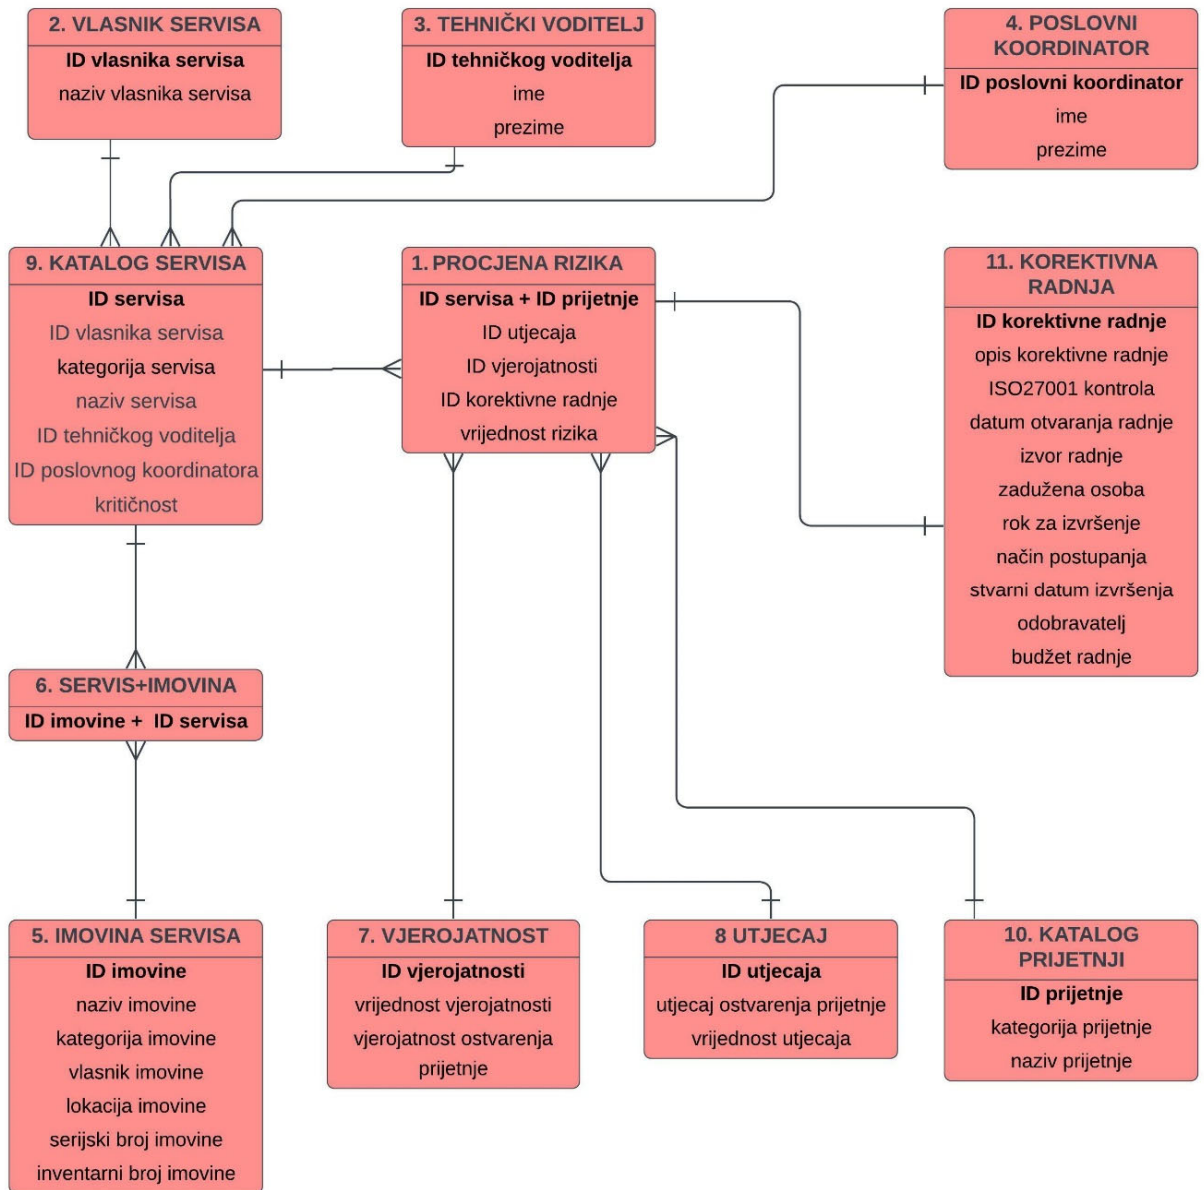 2. VLASNIK SERVISA
ID vlasnika servisa
naziv vlasnika servisa
3. TEHNIČKI VODITELJ
ID tehničkog voditelja
ime
prezime
4. POSLOVNI
KOORDINATOR
ID poslovni koordinator
ime
prezime
9. KATALOG SERVISA
ID servisa
ID vlasnika servisa
kategorija servisa
naziv servisa
ID tehničkog voditelja
ID poslovnog koordinatora
kritičnost
1. PROCJENA RIZIKA
ID servisa + ID prijetnje
ID utjecaja
ID vjerojatnosti
ID korektivne radnje
vrijednost rizika
11. KOREKTIVNA
RADNJA
ID korektivne radnje
opis korektivne radnje
ISO27001 kontrola
datum otvaranja radnje
izvor radnje
zadužena osoba
rok za izvršenje
način postupanja
stvarni datum izvršenja
odobravatelj
budžet radnje
6. SERVIS+IMOVINA
ID imovine + ID servisa
5. IMOVINA SERVISA
ID imovine
naziv imovine
kategorija imovine
vlasnik imovine
lokacija imovine
serijski broj imovine
inventarni broj imovine
7. VJEROJATNOST
ID vjerojatnosti
vrijednost vjerojatnosti
vjerojatnost ostvarenja
prijetnje
8 UTJECAJ
ID utjecaja
utjecaj ostvarenja prijetnje
vrijednost utjecaja
10. KATALOG
PRIJETNJI
ID prijetnje
kategorija prijetnje
naziv prijetnje